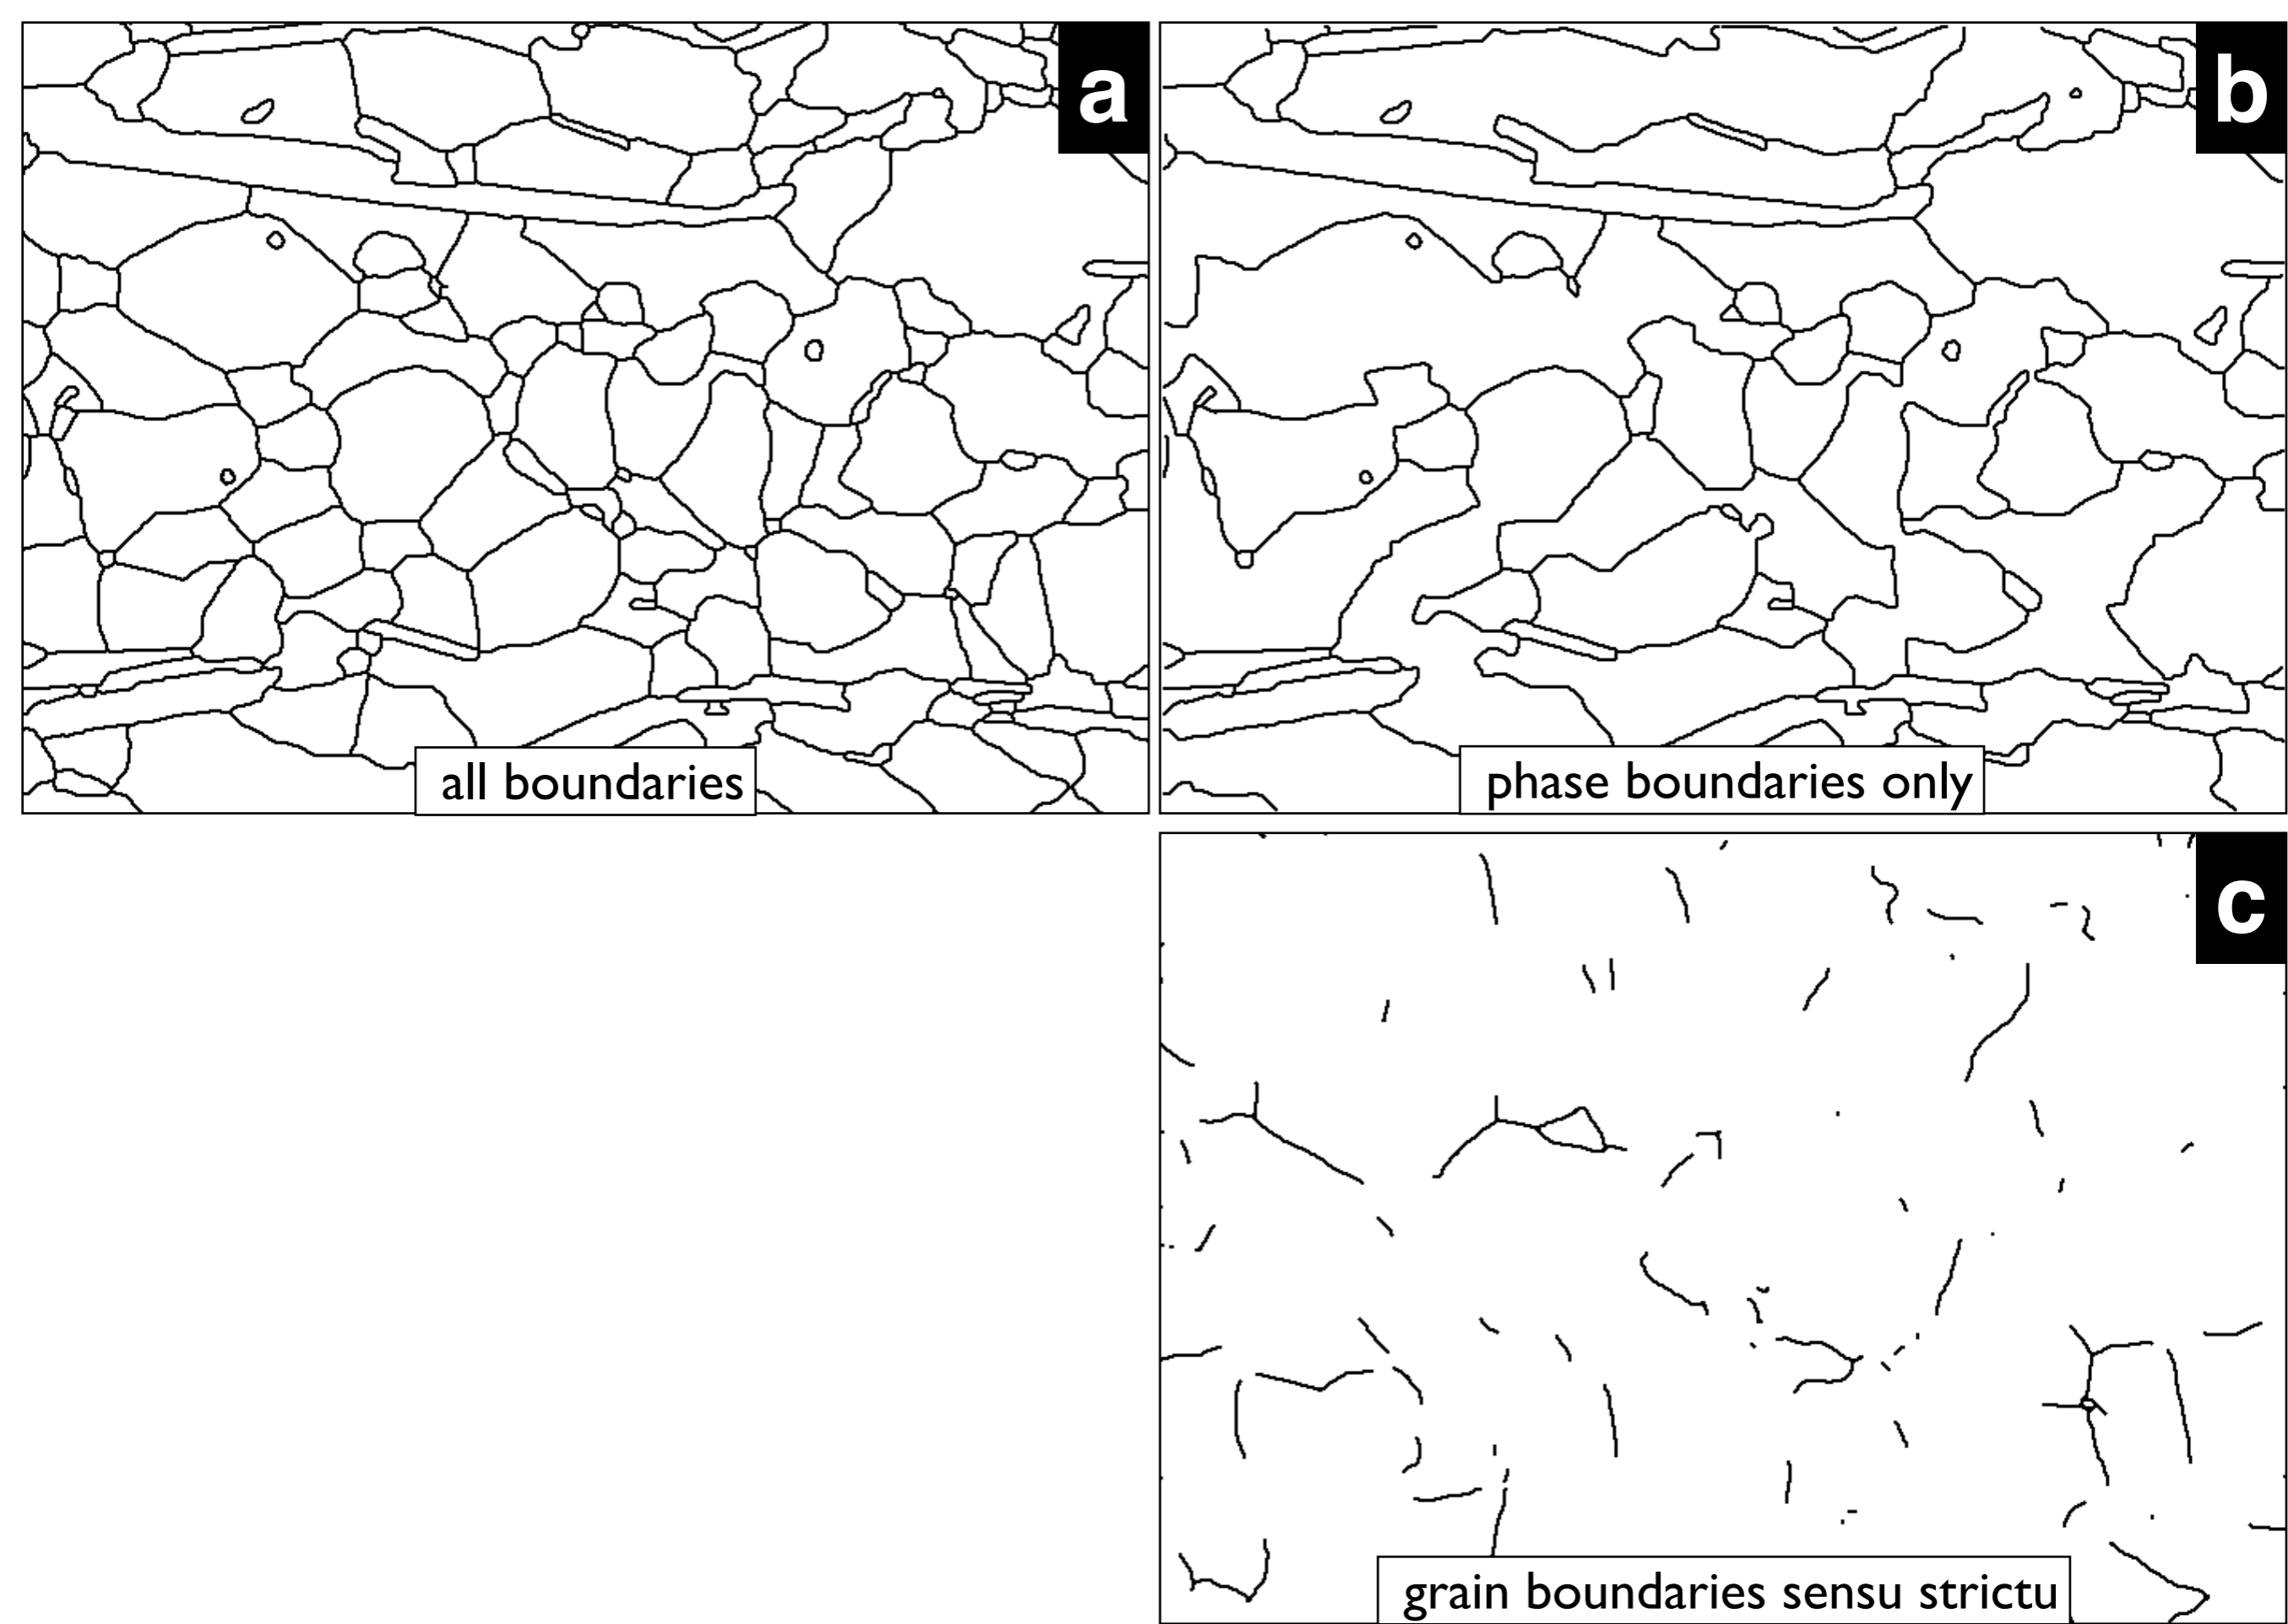 a
b
all boundaries
phase boundaries only
c
grain boundaries sensu strictu